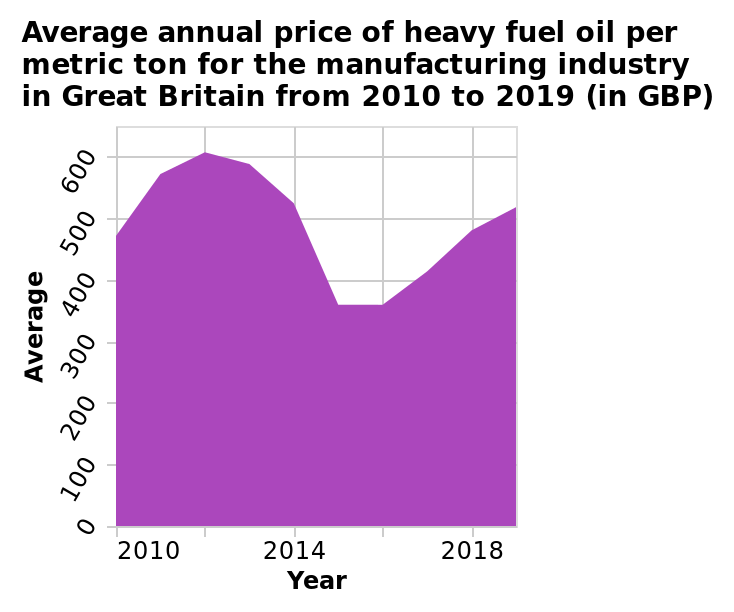 Average annual price of heavy fuel oil per
metric ton for the manufacturing industry
in Great Britain from 2010 to 2019 (in GBP)
600
500
400
300
200
100
0
Average
2010 2014 2018
Year